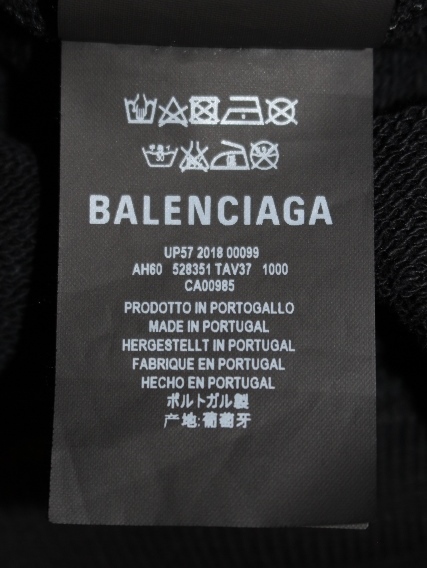 BALENCIAGA
UP57 2018 00099
AH60 528351 TAV37 1000
CA00985
PRODOTTO IN PORTOGALLO
MADE IN PORTUGAL
HERGESTELLT IN PORTUGAL
FABRIQUE EN PORTUGAL
HECHO EN PORTUGAL
ポルトガル製
产地:葡萄牙